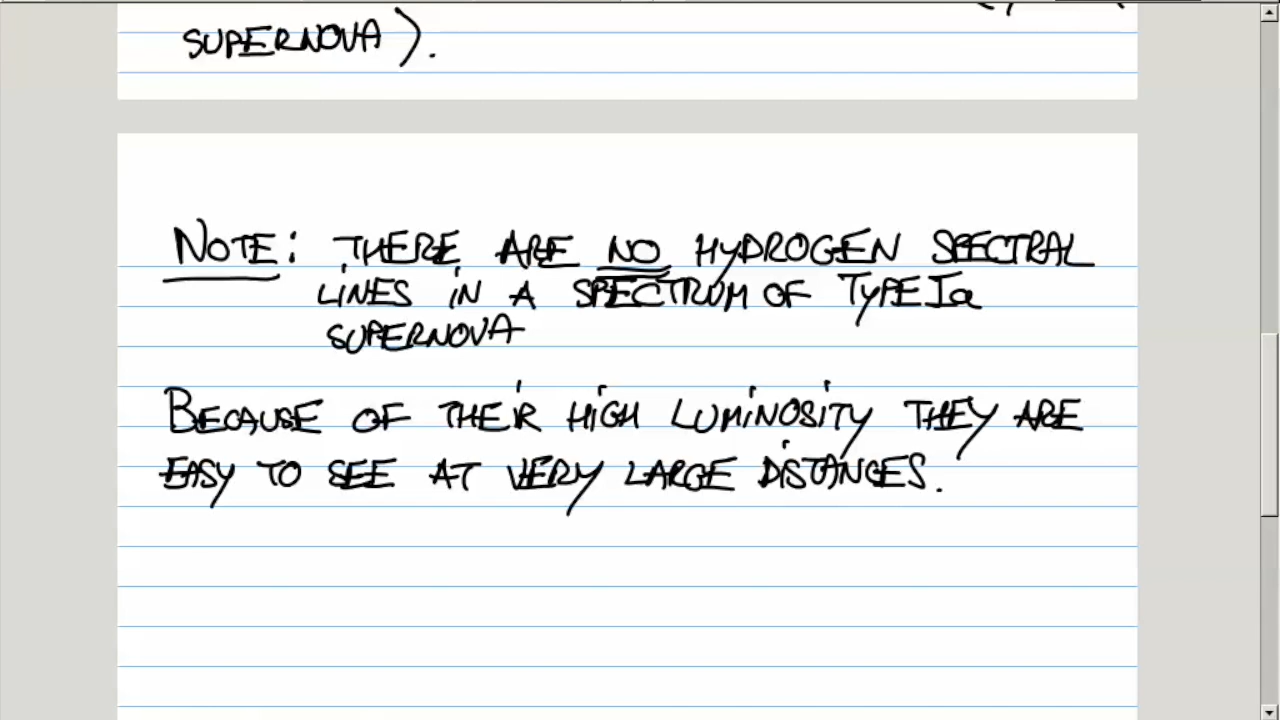 SUPERNOVA).
NOTE: THERE ARE NO HYDROGEN SPECTRAL
LINES IN A SPECTRUM OF TYPE Ia
SUPERNOVA
BECAUSE OF THEIR HIGH LUMINOSITY THEY ARE
EASY TO SEE AT VERY LARGE DISTANCES.